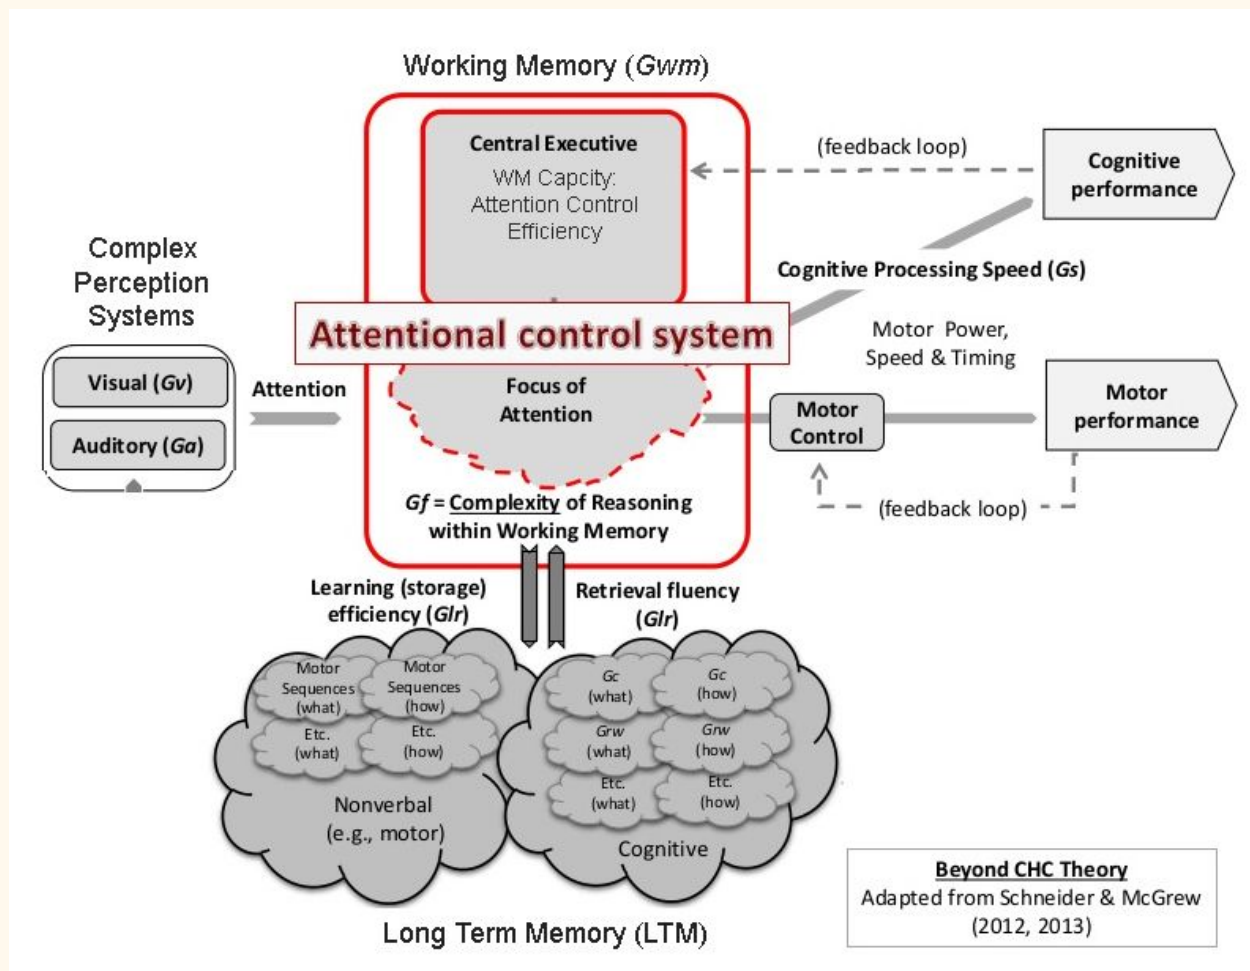 Working Memory (Gwm)
Central Executive
WM Capcity:
Attention Control
Efficiency
(feedback loop)
Cognitive
performance
Complex
Perception
Systems
Cognitive Processing Speed (Gs)
Attentional control system
Motor Power,
Speed & Timing
Visual (Gv)
Auditory (Ga)
Attention
Focus of
Attention
Motor
Control
Motor
performance
(feedback loop)
Gf = Complexity of Reasoning
within Working Memory
Learning (storage)
efficiency (Glr)
Retrieval fluency
(Glr)
Motor
Sequences
(what)
Motor
Sequences
(how)
Etc.
(what)
Etc.
(how)
Nonverbal
(e.g., motor)
Gc
(what)
Gc
(how)
Grw
(what)
Grw
(how)
Etc.
(what)
Etc.
(how)
Cognitive
Long Term Memory (LTM)
Beyond CHC Theory
Adapted from Schneider & McGrew
(2012, 2013)